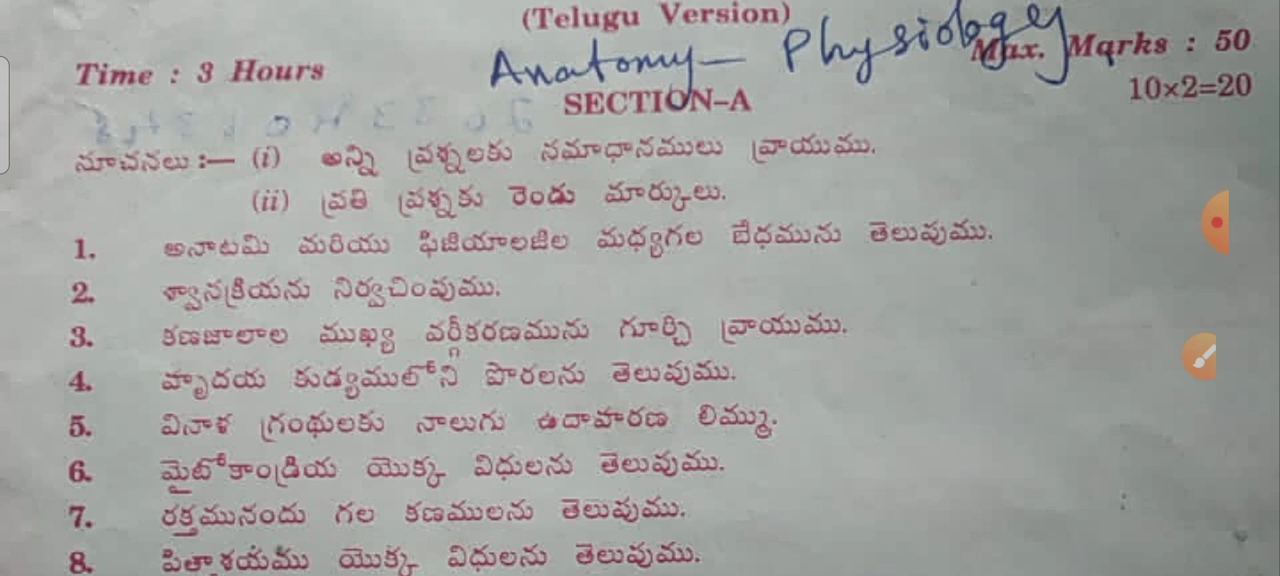 (Telugu Version)
Anatomy - Physiology
Time : 3 Hours Max. Marks : 50
SECTION–A 10×2=20
సూచనలు :— (i) అన్ని ప్రశ్నలకు సమాధానములు వ్రాయుము.
(ii) ప్రతి ప్రశ్నకు రెండు మార్కులు.
1. అనాటమి మరియు ఫిజియాలజిల మధ్యగల బేధమును తెలుపుము.
2. శ్వాసక్రియను నిర్వచింపుము.
3. కణజాలాల ముఖ్య వర్గీకరణమును గూర్చి వ్రాయుము.
4. హృదయ కుడ్యములోని పొరలను తెలుపుము.
5. వినాళ గ్రంథులకు నాలుగు ఉదాహరణ లిమ్ము.
6. మైటోకాండ్రియ యొక్క విధులను తెలుపుము.
7. రక్తమునందు గల కణములను తెలుపుము.
8. పిత్తాశయము యొక్క విధులను తెలుపుము.